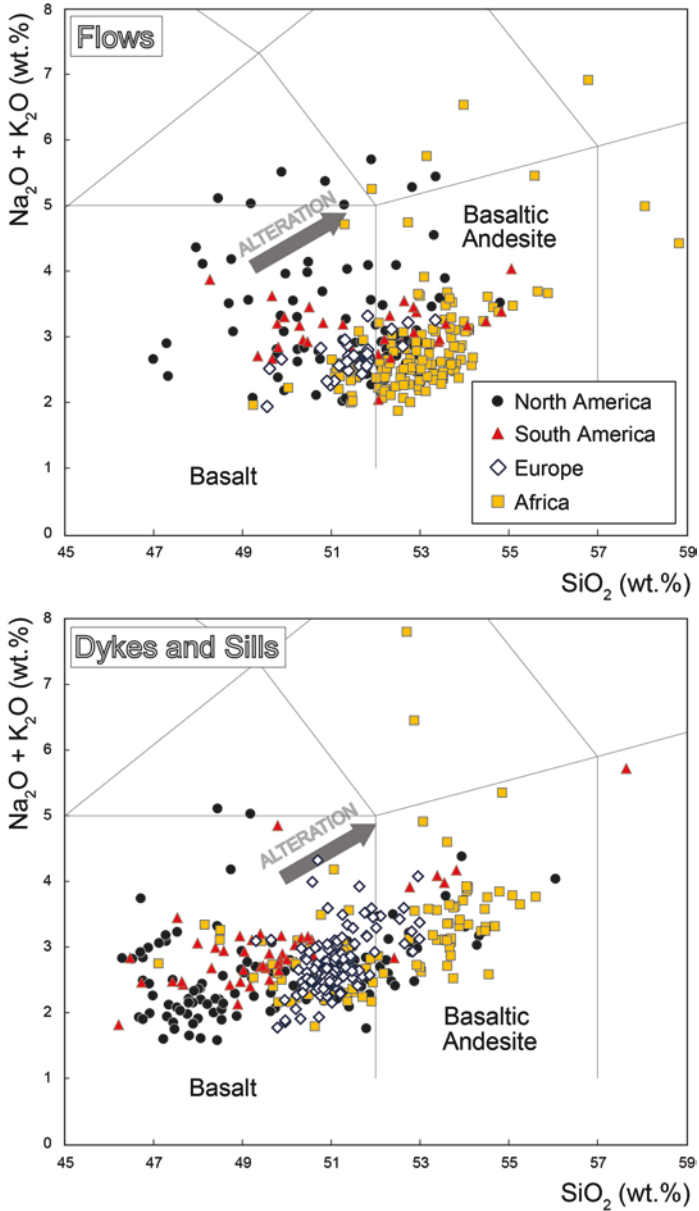 Flows
Na₂O + K₂O (wt.%)
8
7
6
5
4
3
2
1
0
ALTERATION
Basaltic
Andesite
Basalt
North America
South America
Europe
Africa
45 47 49 51 53 55 57 59
SiO₂ (wt.%)
Dykes and Sills
Na₂O + K₂O (wt.%)
8
7
6
5
4
3
2
1
0
ALTERATION
Basaltic
Andesite
Basalt
45 47 49 51 53 55 57 59
SiO₂ (wt.%)